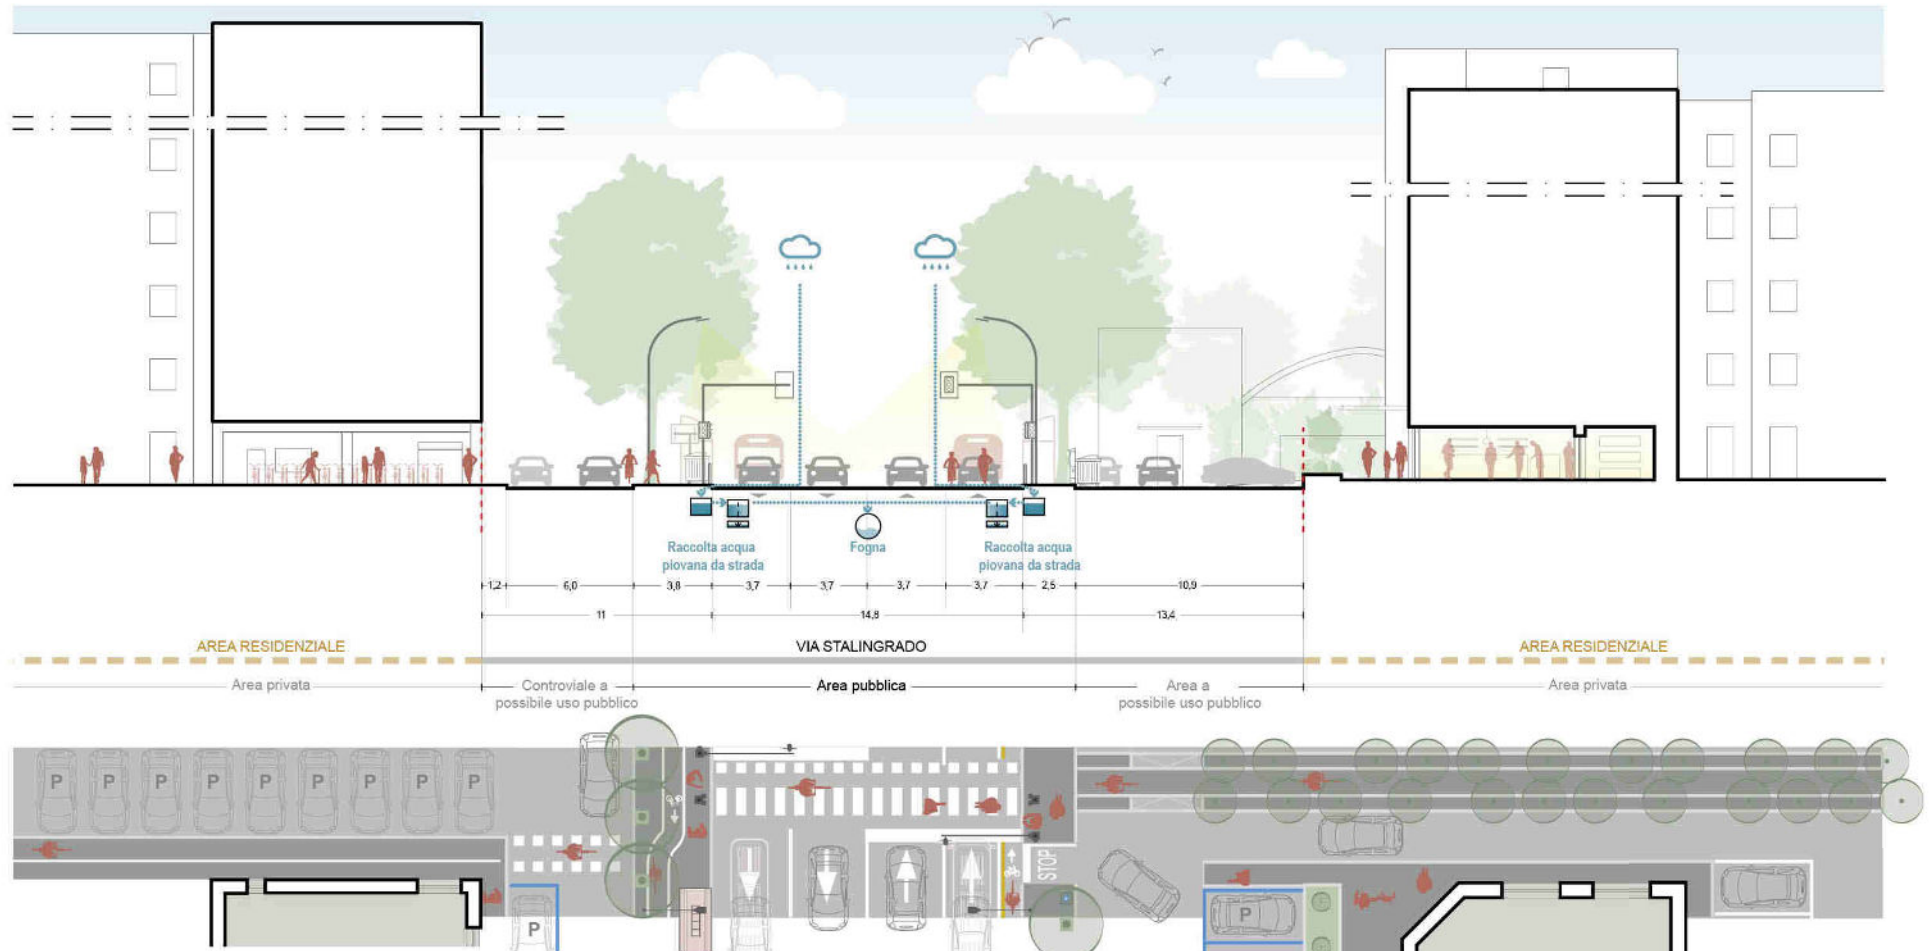 Raccolta acqua
piovana da strada
Fogna
Raccolta acqua
piovana da strada
1,2
6,0
3,8
3,7
3,7
3,7
3,7
2,5
10,9
11
14,8
13,4
AREA RESIDENZIALE
VIA STALINGRADO
AREA RESIDENZIALE
Area privata
Controviale a
possibile uso pubblico
Area pubblica
Area a
possibile uso pubblico
Area privata
P
P
P
P
P
P
P
P
P
STOP
P
P